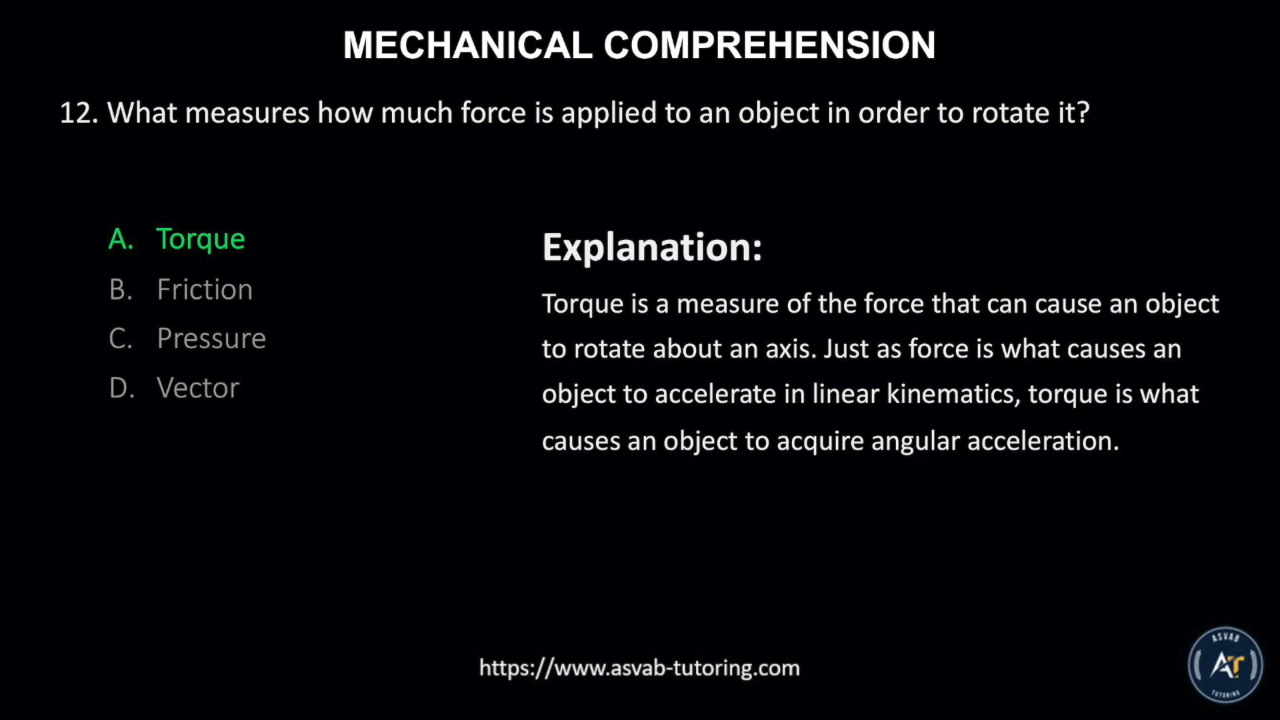 MECHANICAL COMPREHENSION
12. What measures how much force is applied to an object in order to rotate it?
A. Torque
B. Friction
C. Pressure
D. Vector
Explanation:
Torque is a measure of the force that can cause an object
to rotate about an axis. Just as force is what causes an
object to accelerate in linear kinematics, torque is what
causes an object to acquire angular acceleration.
https://www.asvab-tutoring.com
ASVAB
AT
TUTORING